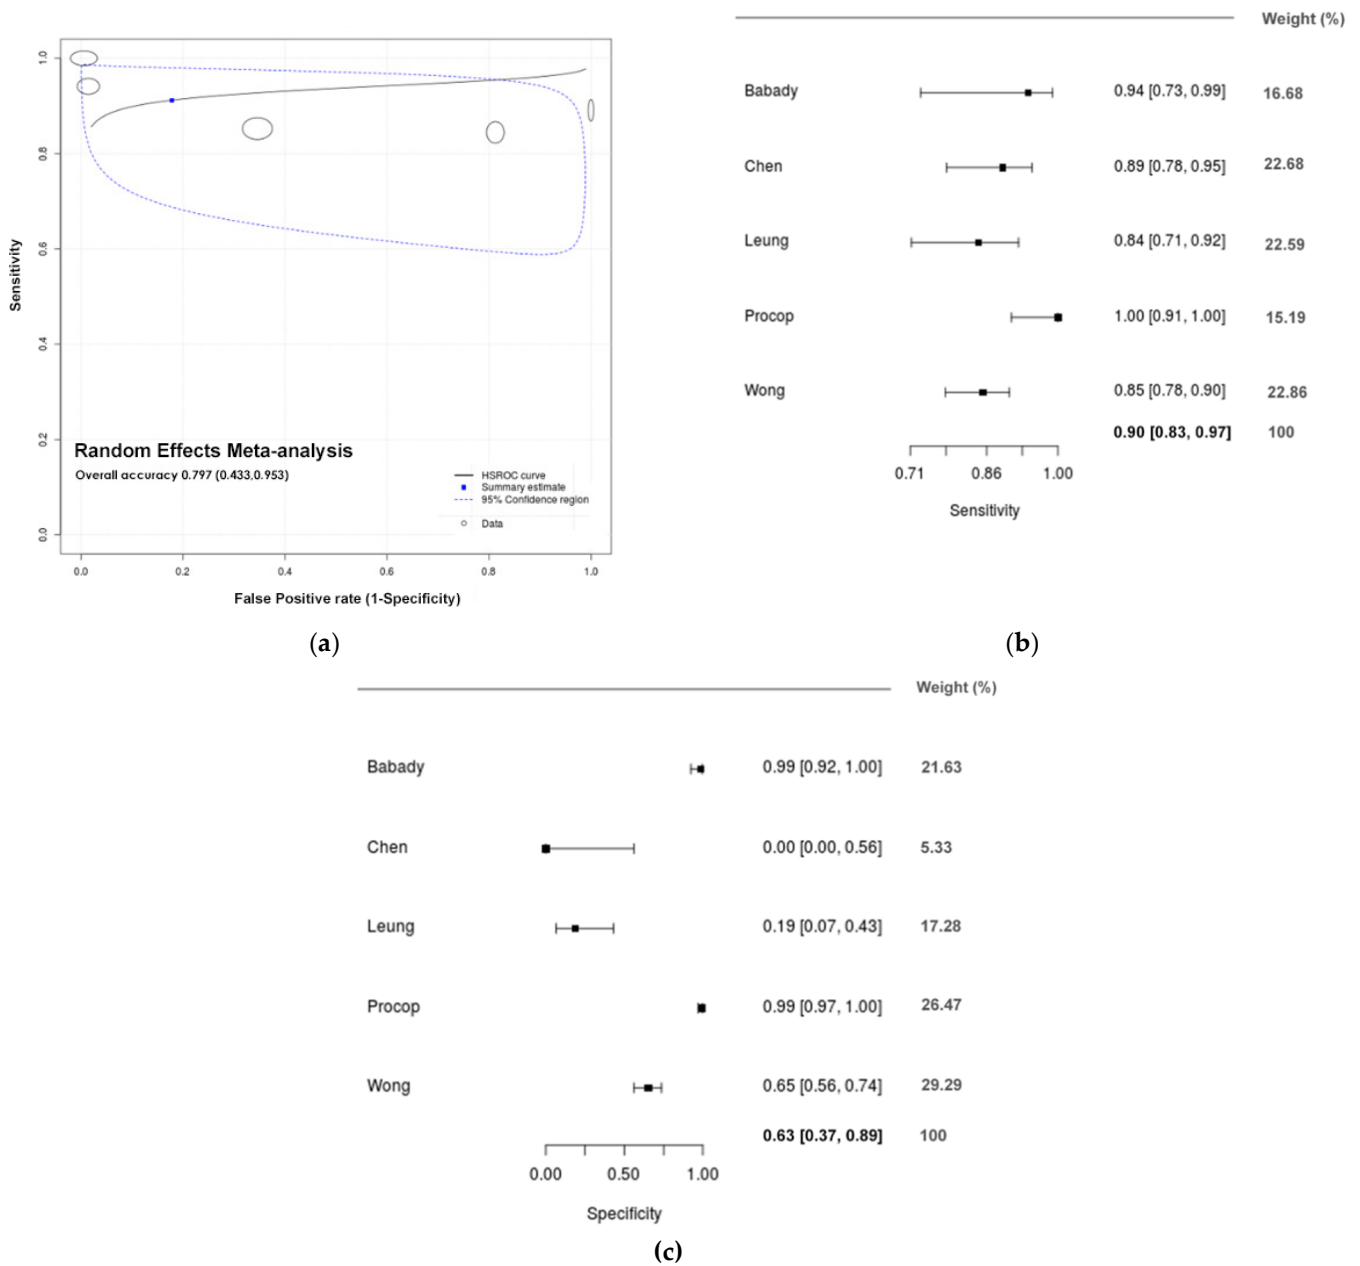 1.0
0.8
0.6
0.4
0.2
0.0
Sensitivity
Random Effects Meta-analysis
Overall accuracy 0.797 (0.433,0.953)
HSROC curve
Summary estimate
95% Confidence region
Data
0.0 0.2 0.4 0.6 0.8 1.0
False Positive rate (1-Specificity)
(a)
Weight (%)
Babady 0.94 [0.73, 0.99] 16.68
Chen 0.89 [0.78, 0.95] 22.68
Leung 0.84 [0.71, 0.92] 22.59
Procop 1.00 [0.91, 1.00] 15.19
Wong 0.85 [0.78, 0.90] 22.86
0.90 [0.83, 0.97] 100
0.71 0.86 1.00
Sensitivity
(b)
Weight (%)
Babady 0.99 [0.92, 1.00] 21.63
Chen 0.00 [0.00, 0.56] 5.33
Leung 0.19 [0.07, 0.43] 17.28
Procop 0.99 [0.97, 1.00] 26.47
Wong 0.65 [0.56, 0.74] 29.29
0.63 [0.37, 0.89] 100
0.00 0.50 1.00
Specificity
(c)